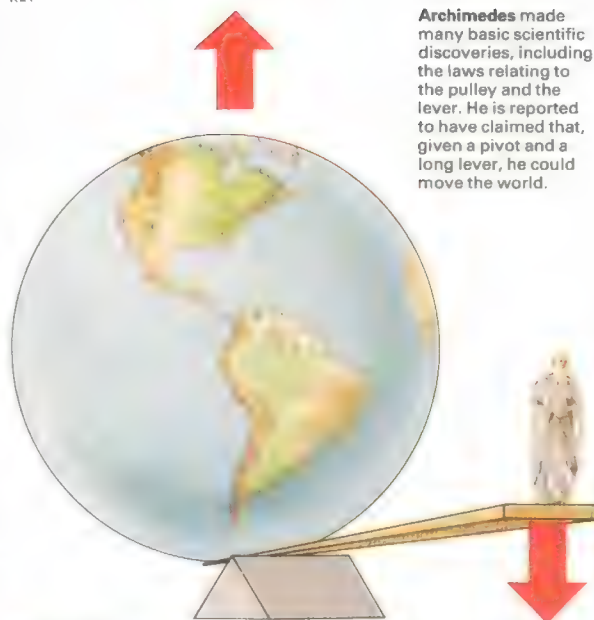 Archimedes made
many basic scientific
discoveries, including
the laws relating to
the pulley and the
lever. He is reported
to have claimed that,
given a pivot and a
long lever, he could
move the world.